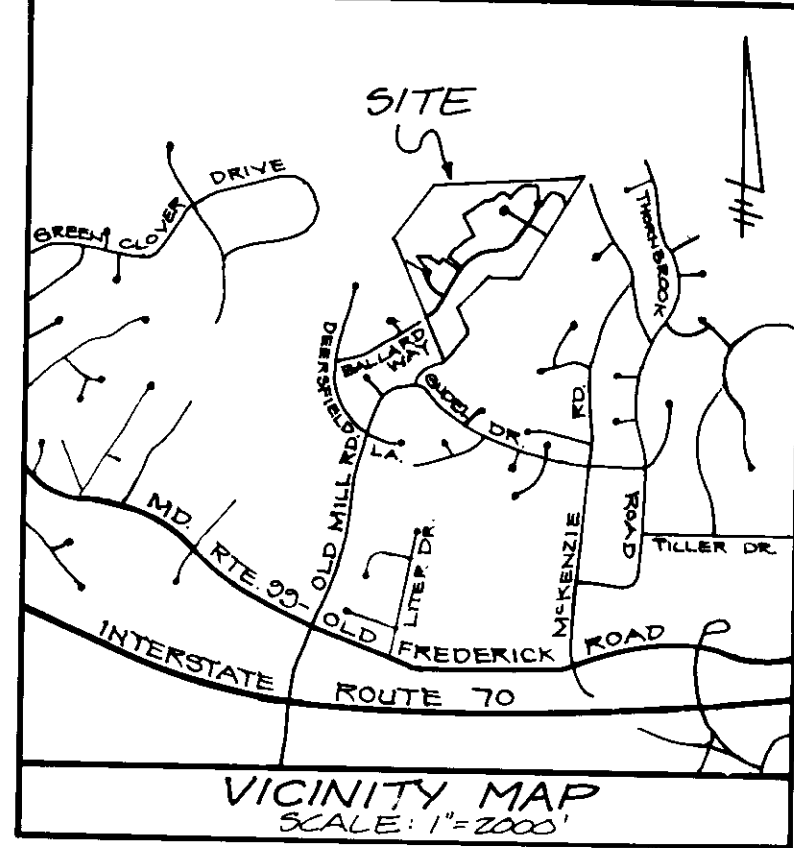 SITE
GREEN CLOVER DRIVE
THORNBROOK
ROAD
DEERSFIELD
LA.
BALLARD
WAY
GUDEL DR.
OLD MILL RD.
MCKENZIE
RD.
LITER DR.
TILLER DR.
MD. RTE. 99 - OLD FREDERICK ROAD
INTERSTATE ROUTE 70
VICINITY MAP
SCALE: 1"=2000'